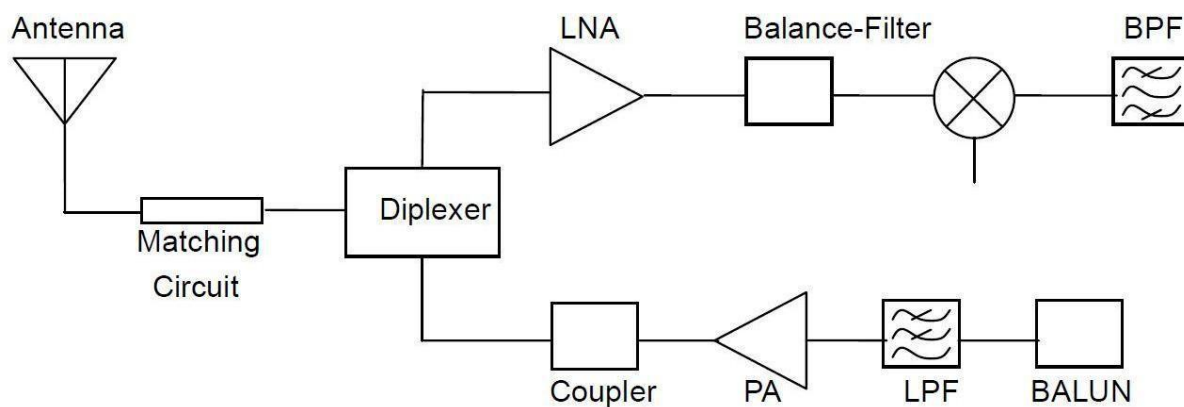 Antenna
LNA
Balance-Filter
BPF
Diplexer
Matching
Circuit
Coupler
PA
LPF
BALUN